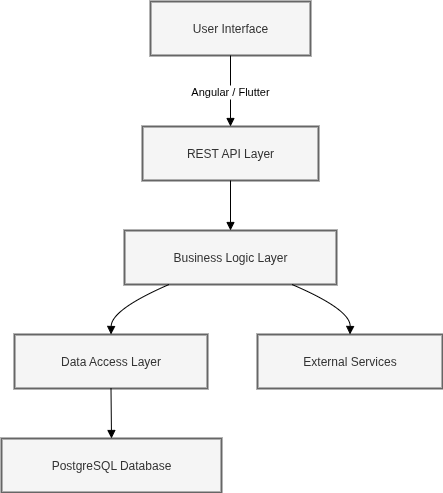 User Interface
Angular / Flutter
REST API Layer
Business Logic Layer
Data Access Layer
External Services
PostgreSQL Database